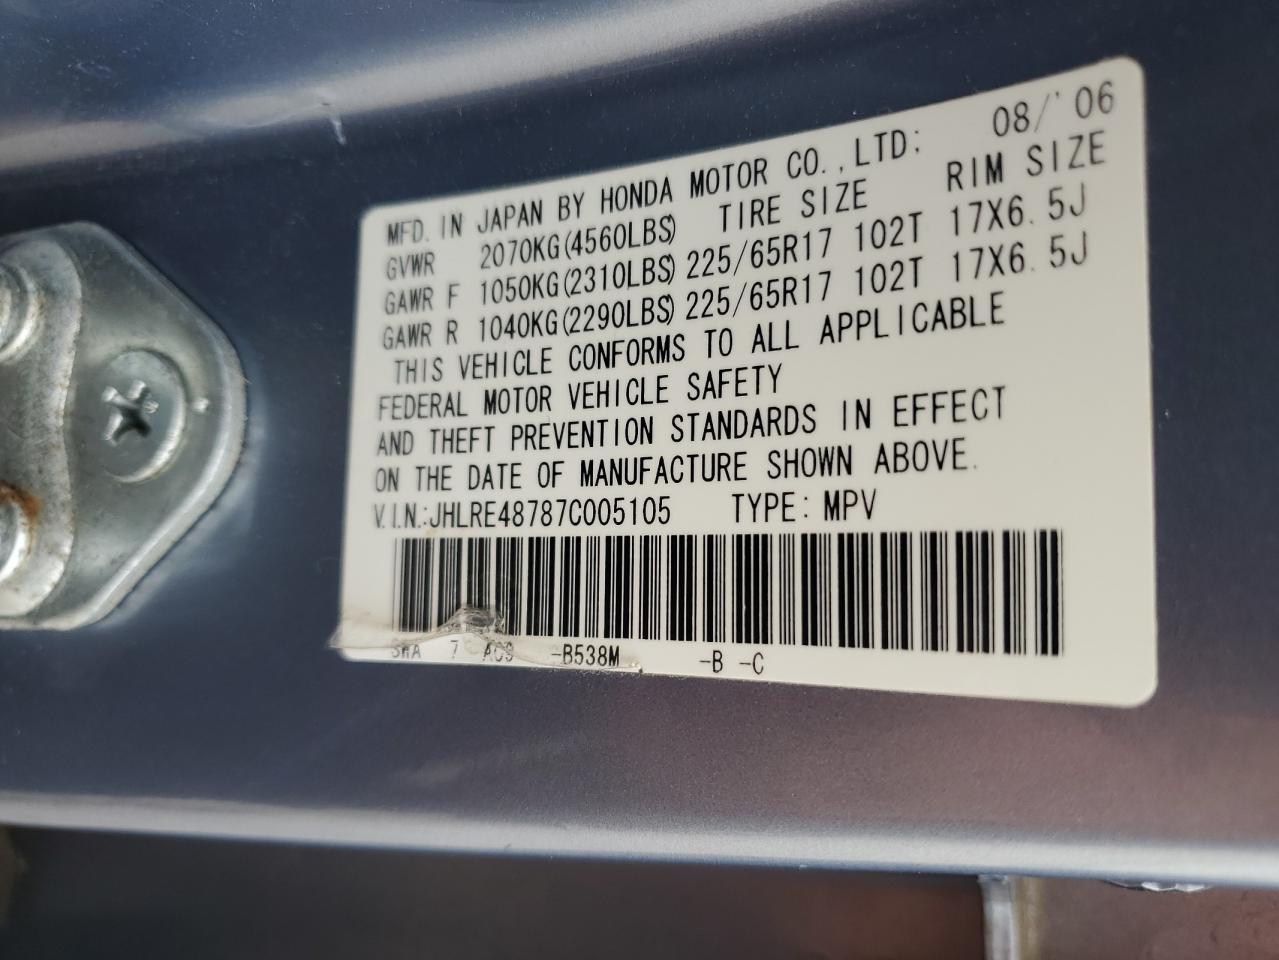 MFD. IN JAPAN BY HONDA MOTOR CO., LTD: 08/'06
GVWR 2070KG(4560LBS) TIRE SIZE RIM SIZE
GAWR F 1050KG(2310LBS) 225/65R17 102T 17X6.5J
GAWR R 1040KG(2290LBS) 225/65R17 102T 17X6.5J
THIS VEHICLE CONFORMS TO ALL APPLICABLE
FEDERAL MOTOR VEHICLE SAFETY
AND THEFT PREVENTION STANDARDS IN EFFECT
ON THE DATE OF MANUFACTURE SHOWN ABOVE.
V.I.N.:JHLRE48787C005105 TYPE: MPV
7 -B538M -B -C